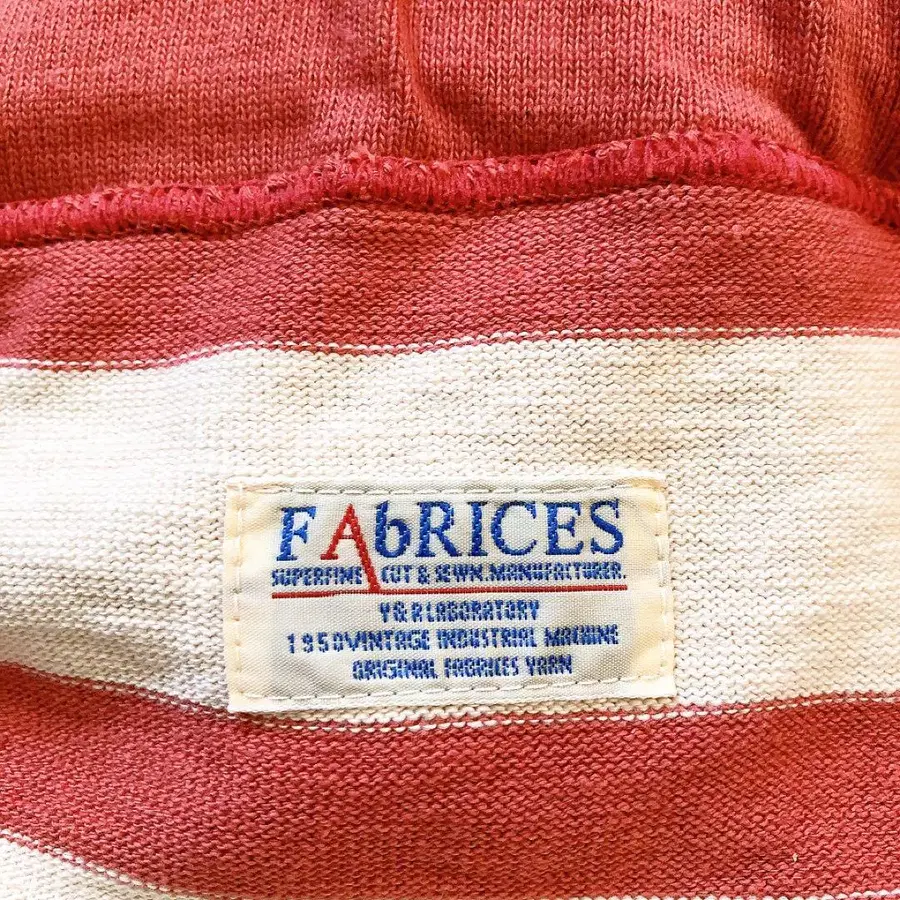 FAbRICES
SUPERFINE CUT & SEWN.MANUFACTURER.
Y&A LABORATORY
1950VINTAGE INDUSTRIAL MACHINE
ORIGINAL FABRICES YARN